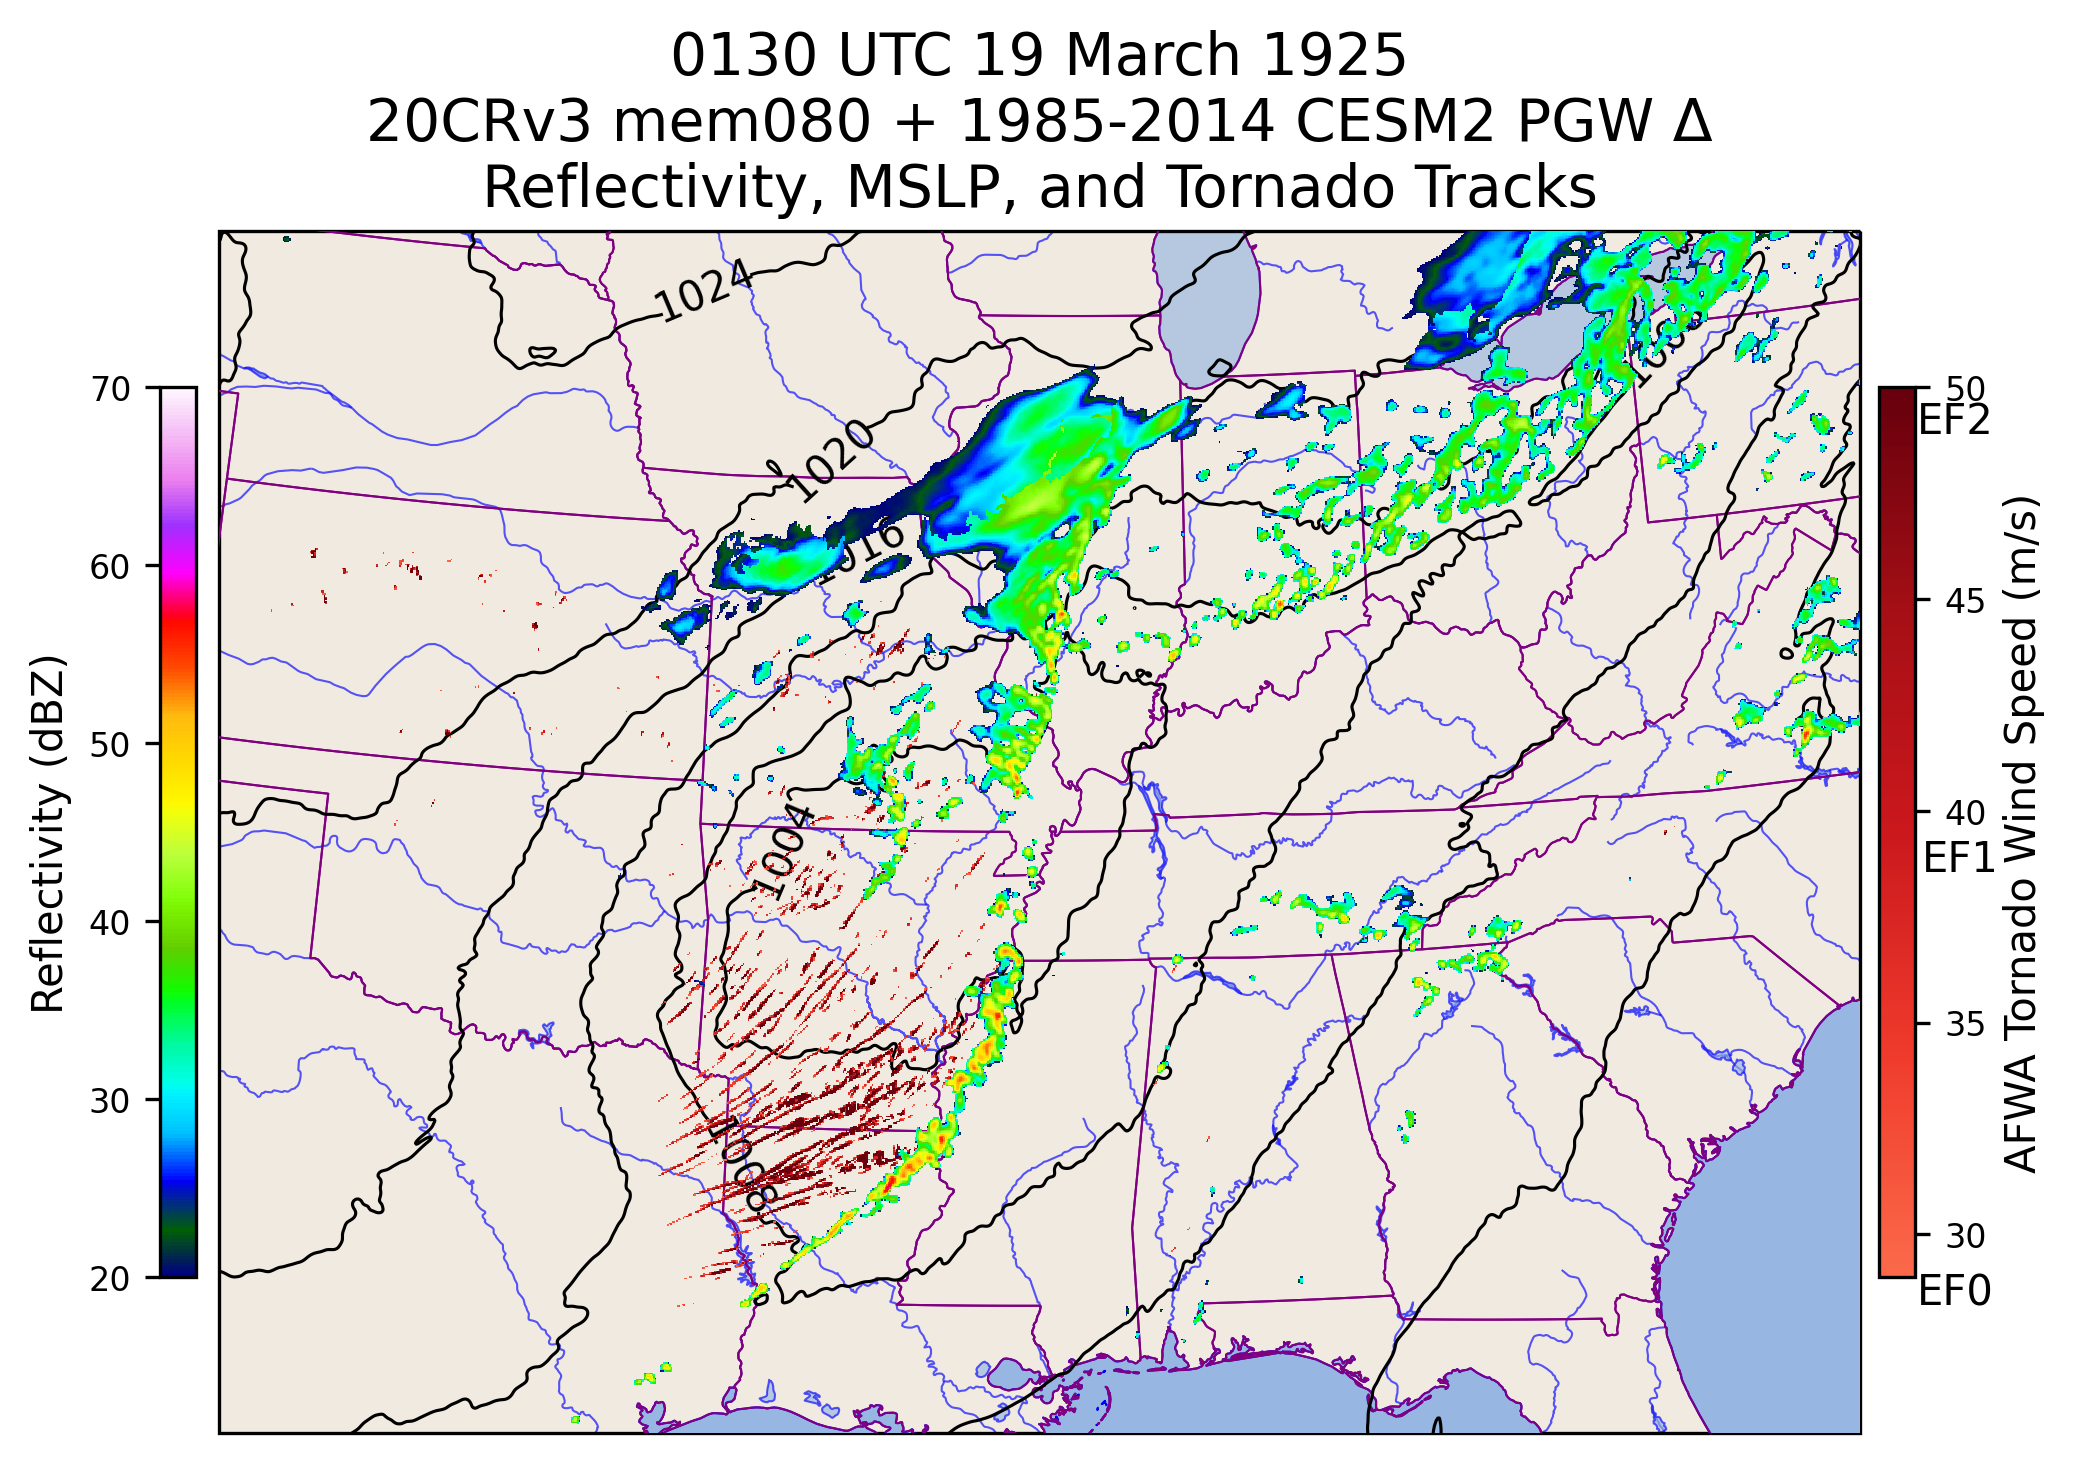 0130 UTC 19 March 1925
20CRv3 mem080 + 1985-2014 CESM2 PGW Δ
Reflectivity, MSLP, and Tornado Tracks
Reflectivity (dBZ)
70
60
50
40
30
20
1024
1020
1016
1004
1008
50
EF2
45
40
EF1
35
30
EF0
AFWA Tornado Wind Speed (m/s)